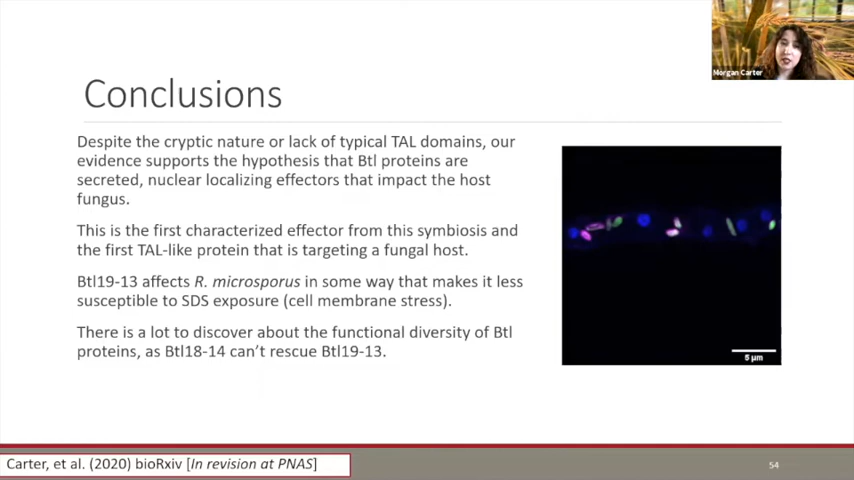 Morgan Carter
Conclusions
Despite the cryptic nature or lack of typical TAL domains, our
evidence supports the hypothesis that Btl proteins are
secreted, nuclear localizing effectors that impact the host
fungus.
This is the first characterized effector from this symbiosis and
the first TAL-like protein that is targeting a fungal host.
Btl19-13 affects R. microsporus in some way that makes it less
susceptible to SDS exposure (cell membrane stress).
There is a lot to discover about the functional diversity of Btl
proteins, as Btl18-14 can't rescue Btl19-13.
5 μm
Carter, et al. (2020) bioRxiv [In revision at PNAS]
54